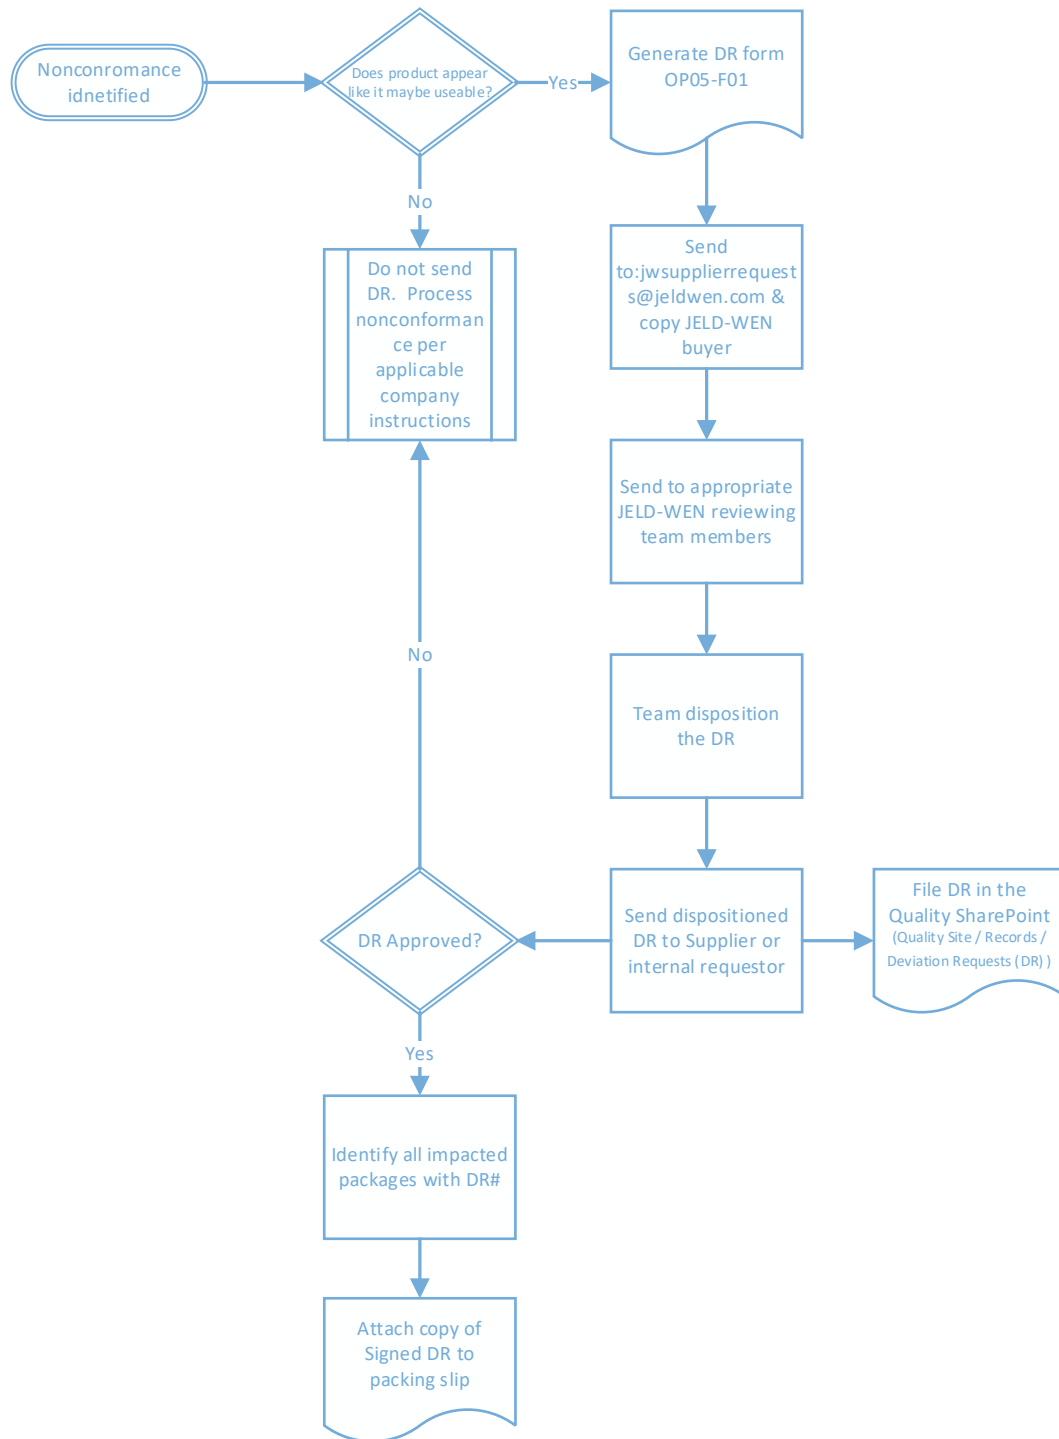 Nonconromance
idnetified
Does product appear
like it maybe useable?
Yes
Generate DR form
OP05-F01
No
Do not send
DR.  Process
nonconforman
ce per
applicable
company
instructions
Send
to:jwsupplierrequest
s@jeldwen.com &
copy JELD-WEN
buyer
Send to appropriate
JELD-WEN reviewing
team members
No
Team disposition
the DR
DR Approved?
Send dispositioned
DR to Supplier or
internal requestor
File DR in the
Quality SharePoint
(Quality Site / Records /
Deviation Requests (DR) )
Yes
Identify all impacted
packages with DR#
Attach copy of
Signed DR to
packing slip